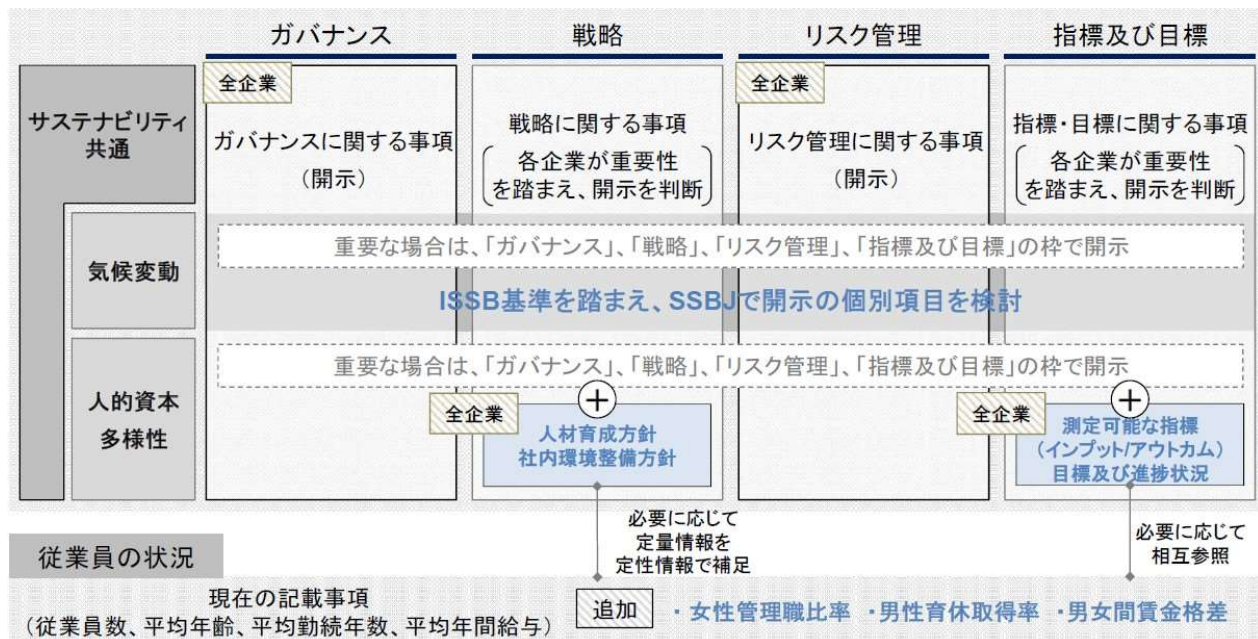 ガバナンス
戦略
リスク管理
指標及び目標
サステナビリティ
共通
全企業
ガバナンスに関する事項
(開示)
戦略に関する事項
各企業が重要性
を踏まえ、開示を判断
全企業
リスク管理に関する事項
(開示)
指標・目標に関する事項
各企業が重要性
を踏まえ、開示を判断
気候変動
重要な場合は、「ガバナンス」、「戦略」、「リスク管理」、「指標及び目標」の枠で開示
ISSB基準を踏まえ、SSBJで開示の個別項目を検討
人的資本
多様性
重要な場合は、「ガバナンス」、「戦略」、「リスク管理」、「指標及び目標」の枠で開示
全企業
+
人材育成方針
社内環境整備方針
全企業
+
測定可能な指標
(インプット/アウトカム)
目標及び進捗状況
必要に応じて
定量情報を
定性情報で補足
必要に応じて
相互参照
従業員の状況
現在の記載事項
(従業員数、平均年齢、平均勤続年数、平均年間給与)
追加
・女性管理職比率 ・男性育休取得率 ・男女間賃金格差